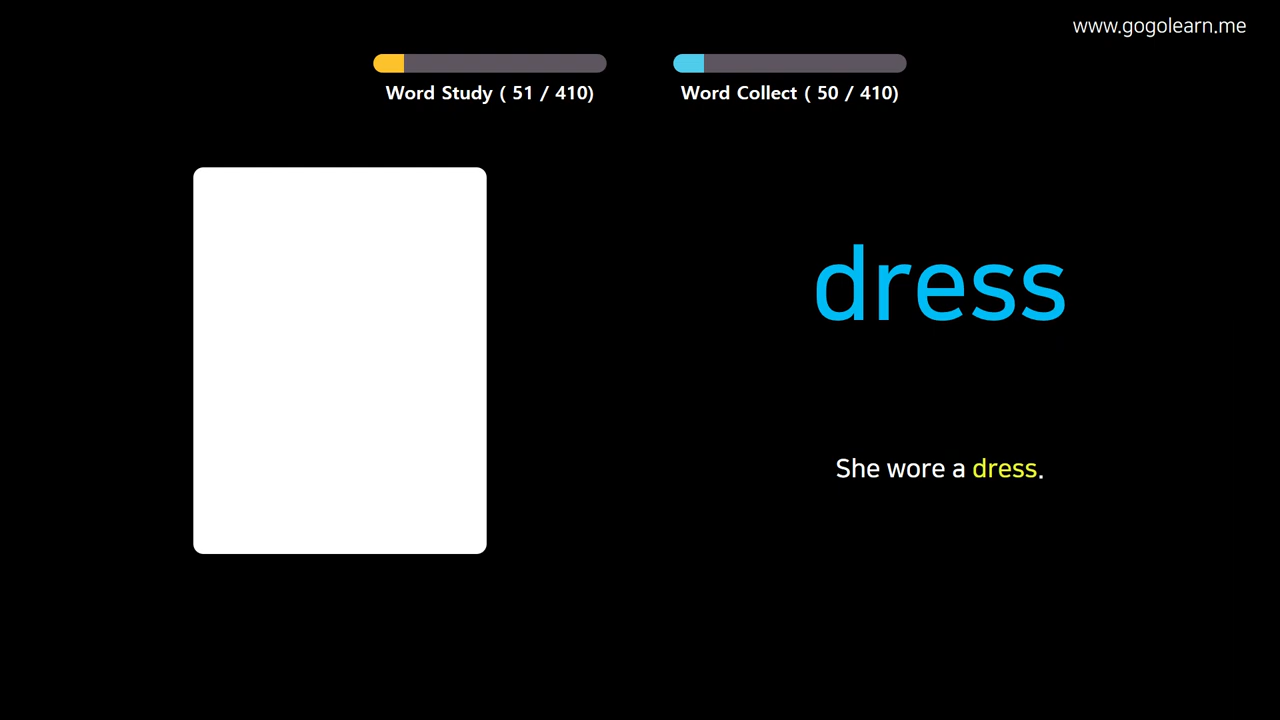 www.gogolearn.me
Word Study ( 51 / 410)
Word Collect ( 50 / 410)
dress
She wore a dress.